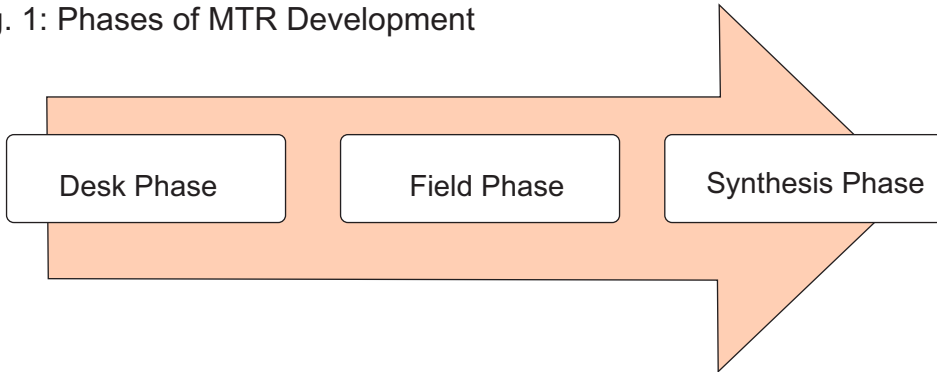 . 1: Phases of MTR Development
Desk Phase
Field Phase
Synthesis Phase